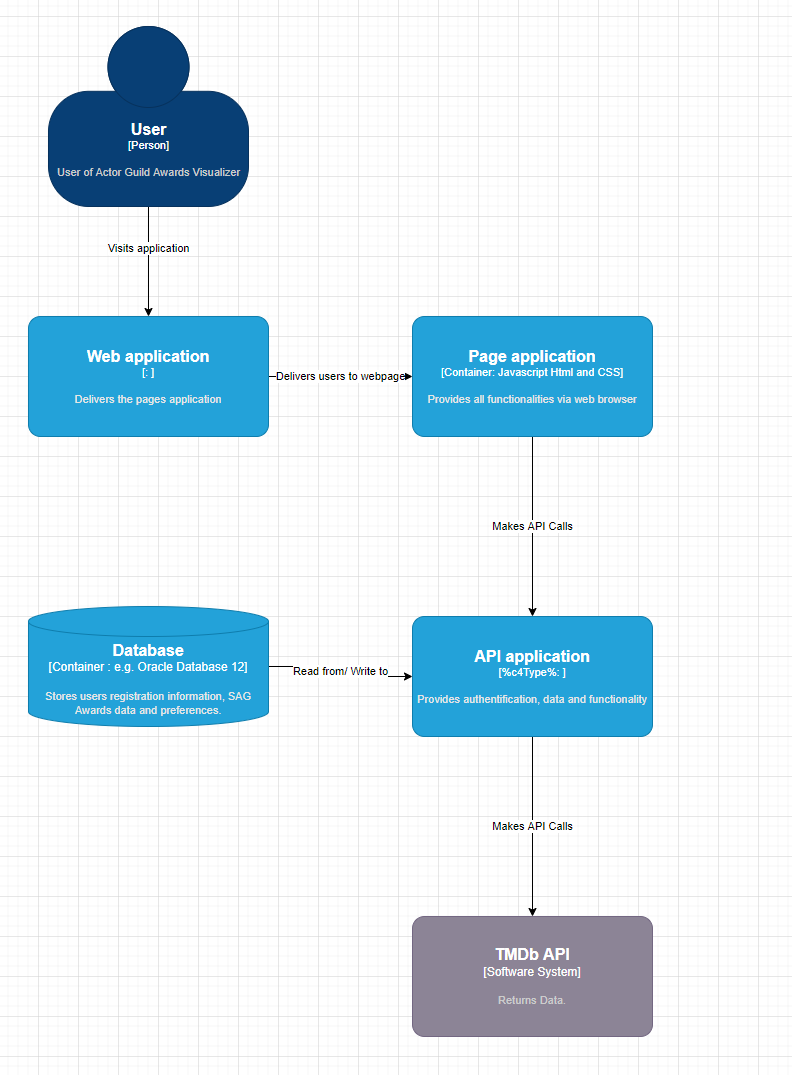 User
[Person]
User of Actor Guild Awards Visualizer
Visits application
Web application
[: ]
Delivers the pages application
Delivers users to webpage
Page application
[Container: Javascript Html and CSS]
Provides all functionalities via web browser
Makes API Calls
Database
[Container : e.g. Oracle Database 12]
Stores users registration information, SAG
Awards data and preferences.
Read from/ Write to
API application
[%c4Type%: ]
Provides authentification, data and functionality
Makes API Calls
TMDb API
[Software System]
Returns Data.